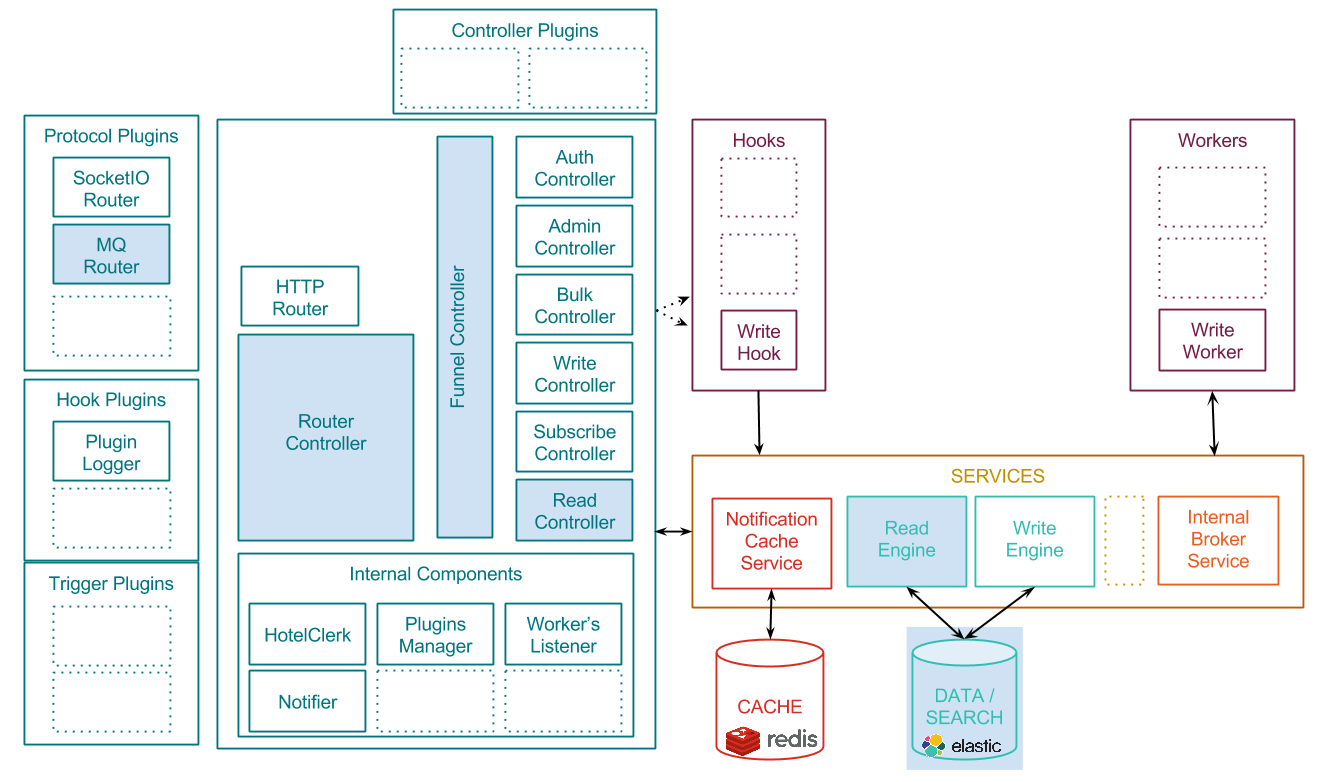 Controller Plugins
Protocol Plugins
SocketIO
Router
MQ
Router
Hook Plugins
Plugin
Logger
Trigger Plugins
HTTP
Router
Router
Controller
Funnel Controller
Auth
Controller
Admin
Controller
Bulk
Controller
Write
Controller
Subscribe
Controller
Read
Controller
Internal Components
HotelClerk
Plugins
Manager
Worker's
Listener
Notifier
Hooks
Write
Hook
Workers
Write
Worker
SERVICES
Notification
Cache
Service
Read
Engine
Write
Engine
Internal
Broker
Service
CACHE
redis
DATA /
SEARCH
elastic